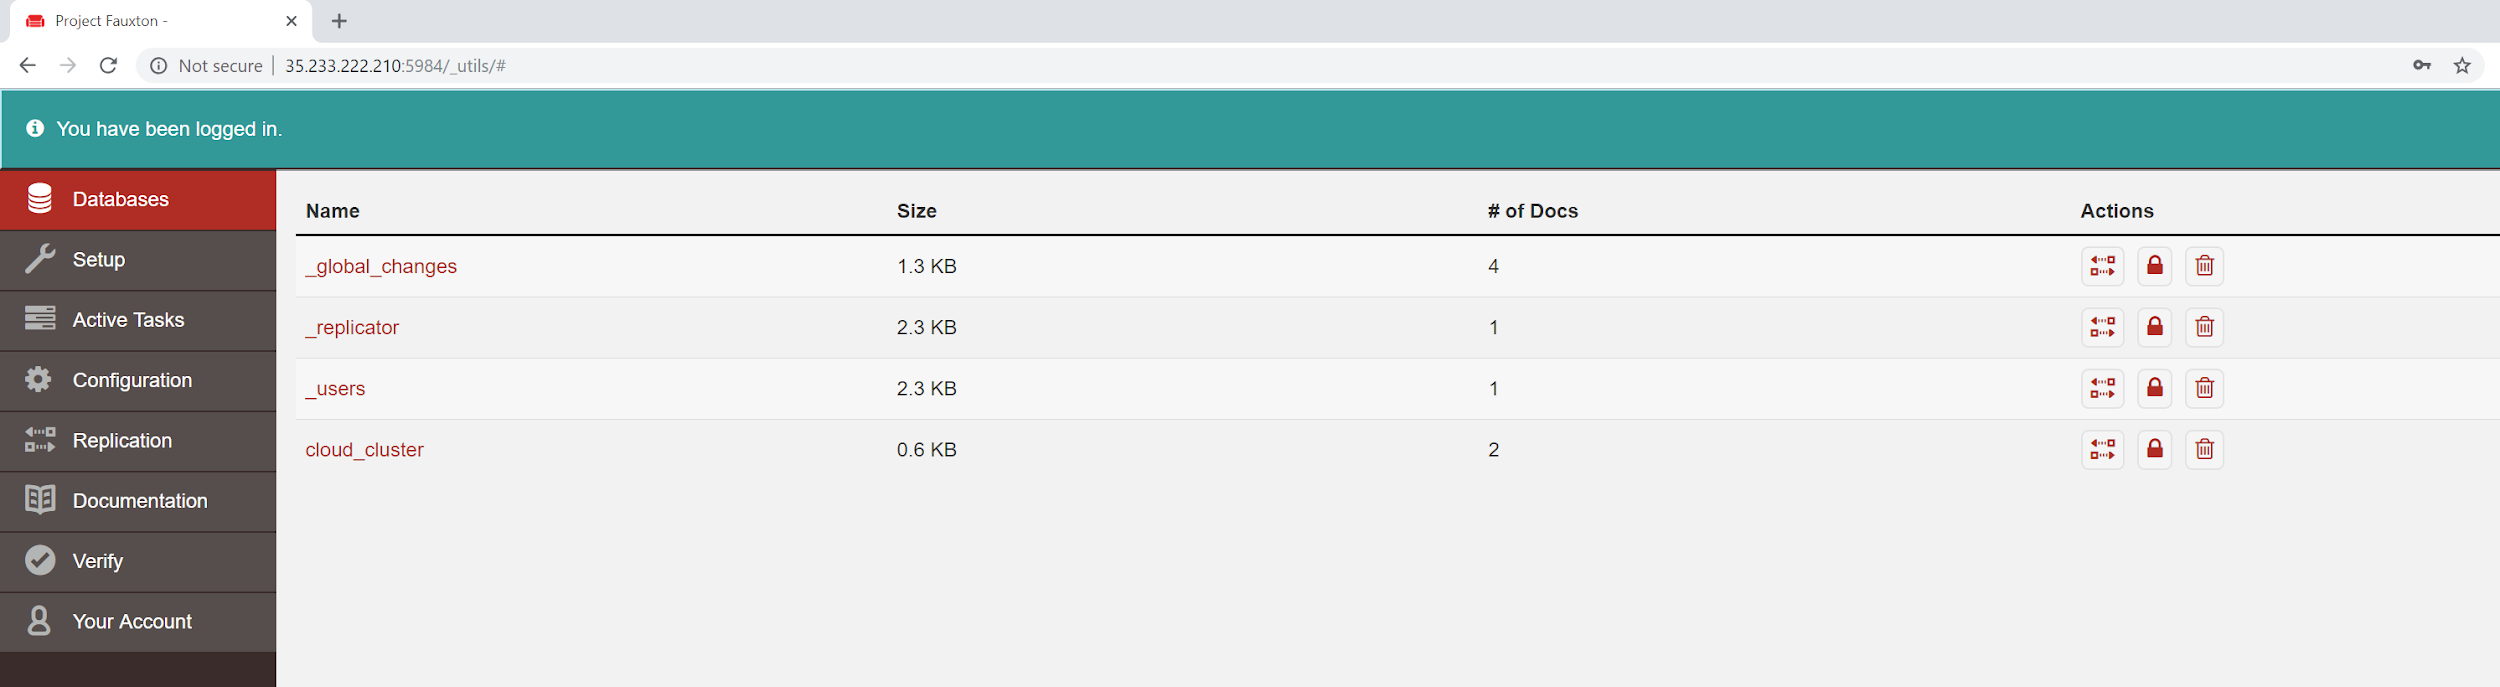 Project Fauxton -
Not secure 35.233.222.210:5984/_utils/#
You have been logged in.
Databases
Setup
Active Tasks
Configuration
Replication
Documentation
Verify
Your Account
Name Size # of Docs Actions
_global_changes 1.3 KB 4
_replicator 2.3 KB 1
_users 2.3 KB 1
cloud_cluster 0.6 KB 2